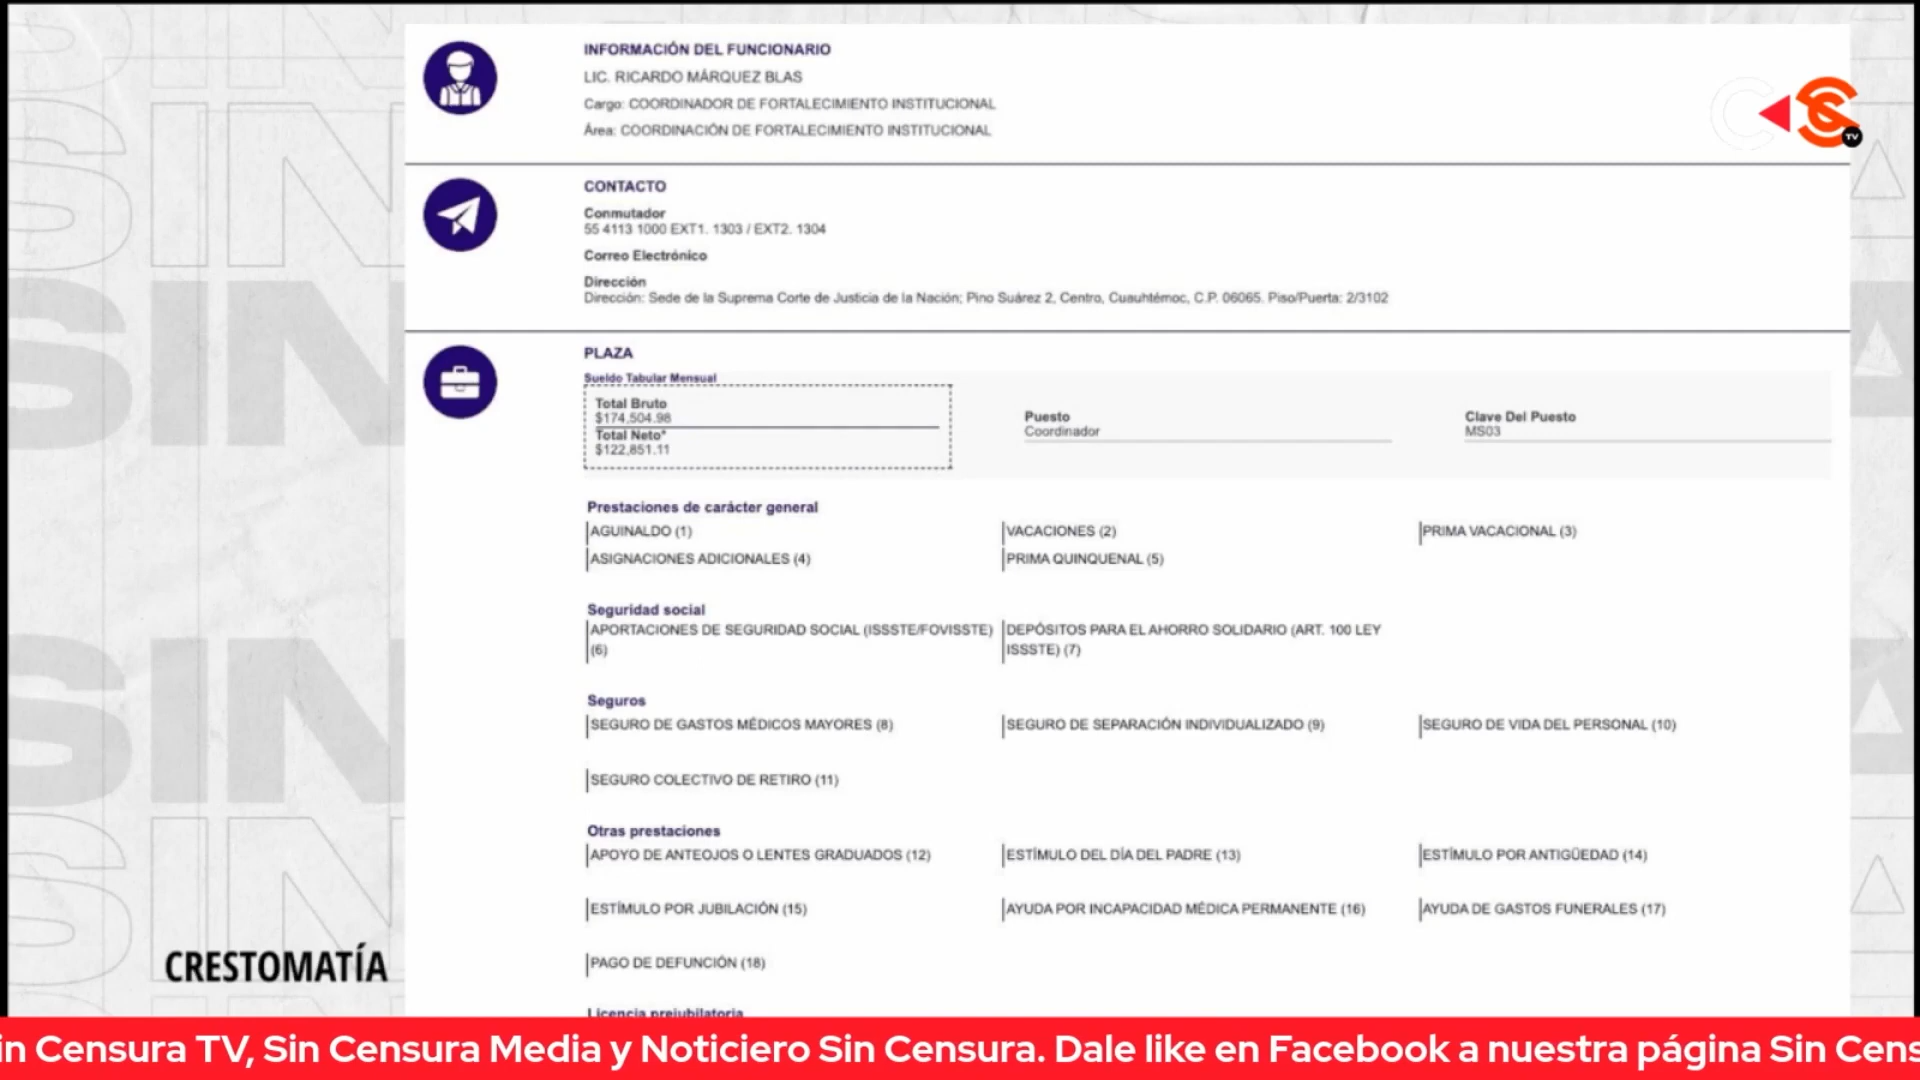 INFORMACIÓN DEL FUNCIONARIO
LIC. RICARDO MÁRQUEZ BLAS
Cargo: COORDINADOR DE FORTALECIMIENTO INSTITUCIONAL
Área: COORDINACIÓN DE FORTALECIMIENTO INSTITUCIONAL
TV
CONTACTO
Conmutador
55 4113 1000 EXT1. 1303 / EXT2. 1304
Correo Electrónico
Dirección
Dirección: Sede de la Suprema Corte de Justicia de la Nación; Pino Suárez 2, Centro, Cuauhtémoc, C.P. 06065. Piso/Puerta: 2/3102
PLAZA
Sueldo Tabular Mensual
Total Bruto
$174,504.98
Total Neto*
$122,851.11
Puesto
Coordinador
Clave Del Puesto
MS03
Prestaciones de carácter general
AGUINALDO (1)
VACACIONES (2)
PRIMA VACACIONAL (3)
ASIGNACIONES ADICIONALES (4)
PRIMA QUINQUENAL (5)
Seguridad social
APORTACIONES DE SEGURIDAD SOCIAL (ISSSTE/FOVISSTE)
(6)
DEPÓSITOS PARA EL AHORRO SOLIDARIO (ART. 100 LEY
ISSSTE) (7)
Seguros
SEGURO DE GASTOS MÉDICOS MAYORES (8)
SEGURO DE SEPARACIÓN INDIVIDUALIZADO (9)
SEGURO DE VIDA DEL PERSONAL (10)
SEGURO COLECTIVO DE RETIRO (11)
Otras prestaciones
APOYO DE ANTEOJOS O LENTES GRADUADOS (12)
ESTÍMULO DEL DÍA DEL PADRE (13)
ESTÍMULO POR ANTIGÜEDAD (14)
ESTÍMULO POR JUBILACIÓN (15)
AYUDA POR INCAPACIDAD MÉDICA PERMANENTE (16)
AYUDA DE GASTOS FUNERALES (17)
PAGO DE DEFUNCIÓN (18)
Licencia prejubilatoria
SIN
SIN
SIN
SIN
SIN
CRESTOMATÍA
in Censura TV, Sin Censura Media y Noticiero Sin Censura. Dale like en Facebook a nuestra página Sin Cens